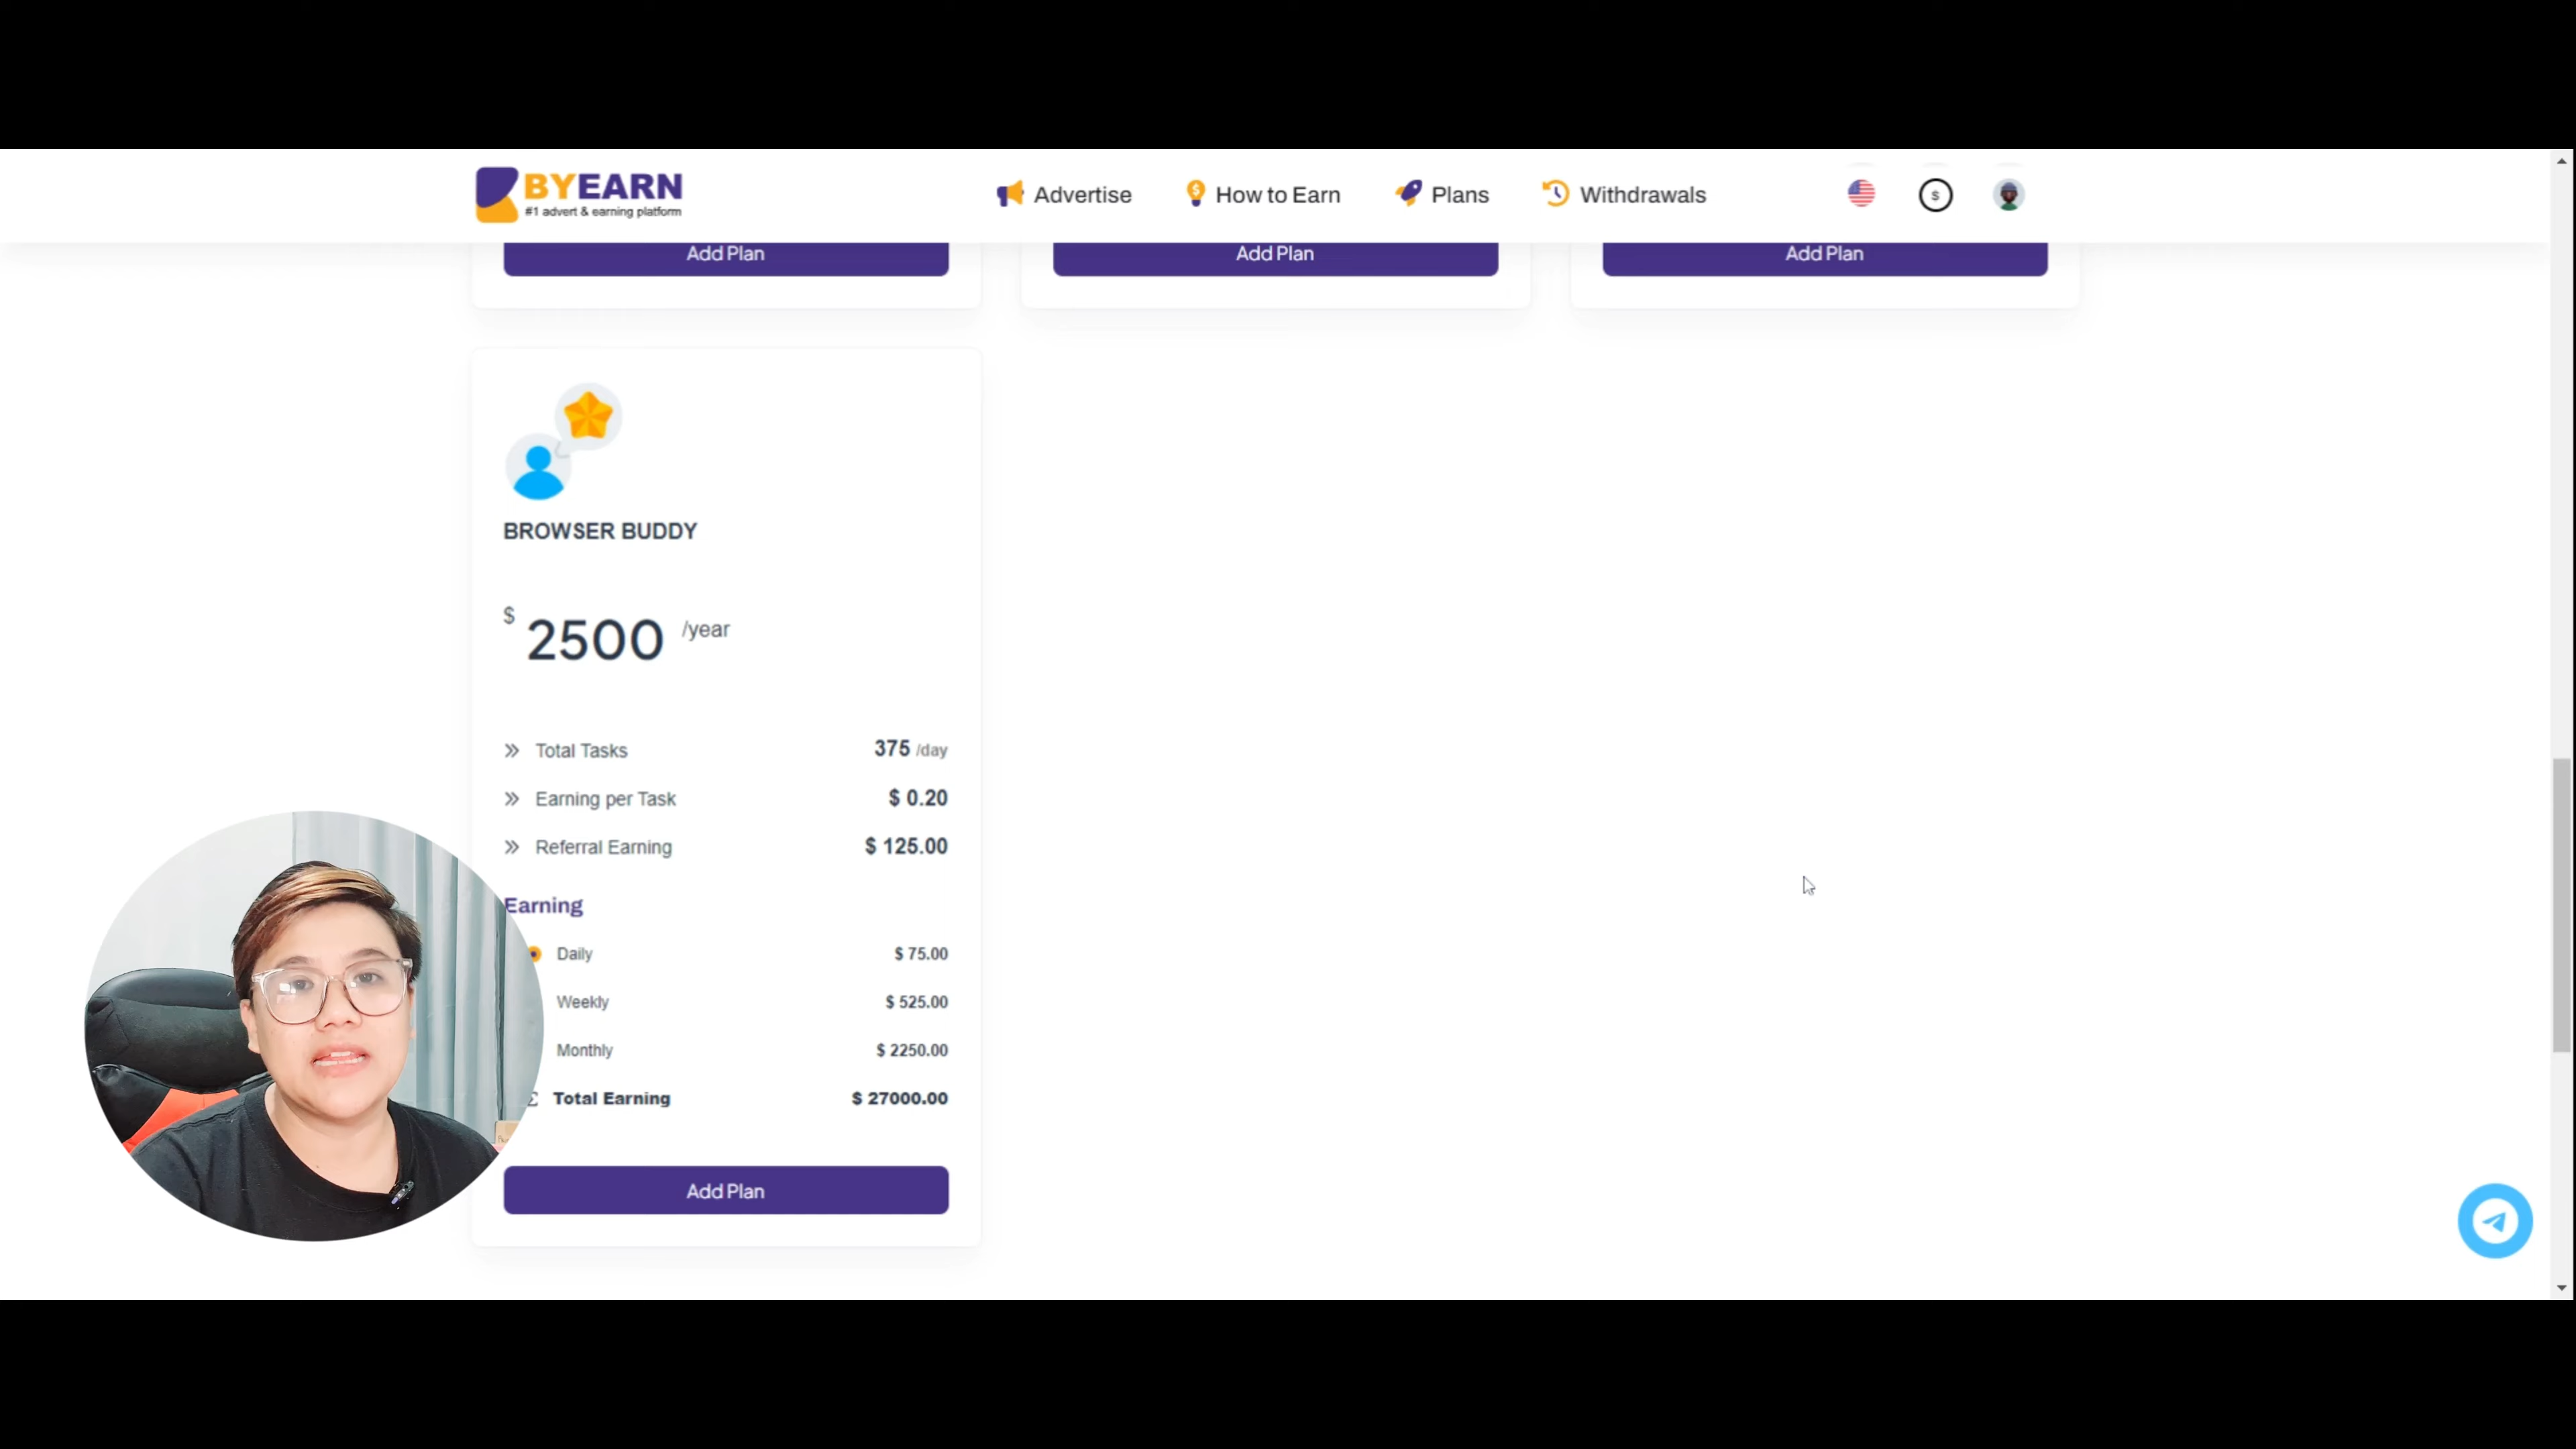 BYEARN
#1 advert & earning platform
Advertise
How to Earn
Plans
Withdrawals
$
Add Plan
Add Plan
Add Plan
BROWSER BUDDY
$ 2500 /year
Total Tasks 375 /day
Earning per Task $ 0.20
Referral Earning $ 125.00
Earning
Daily $ 75.00
Weekly $ 525.00
Monthly $ 2250.00
Σ Total Earning $ 27000.00
Add Plan